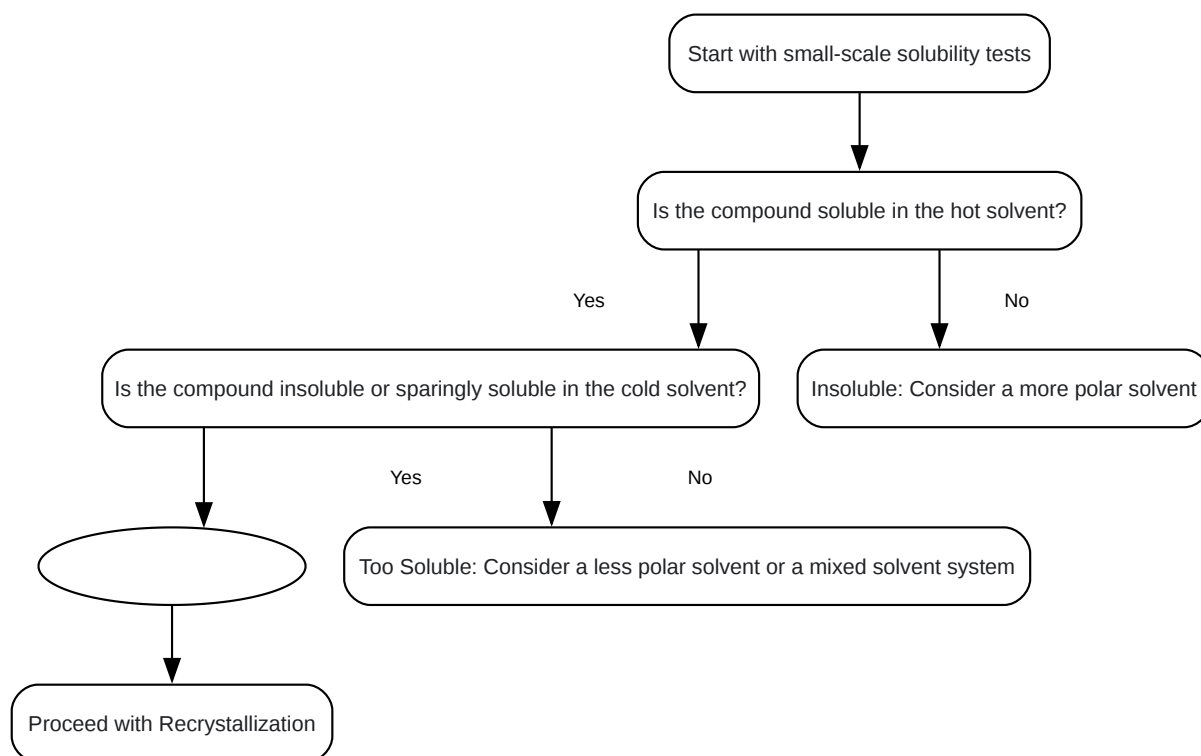 Start with small-scale solubility tests
Is the compound soluble in the hot solvent?
Yes
No
Is the compound insoluble or sparingly soluble in the cold solvent?
Insoluble: Consider a more polar solvent
Yes
No
Too Soluble: Consider a less polar solvent or a mixed solvent system
Proceed with Recrystallization